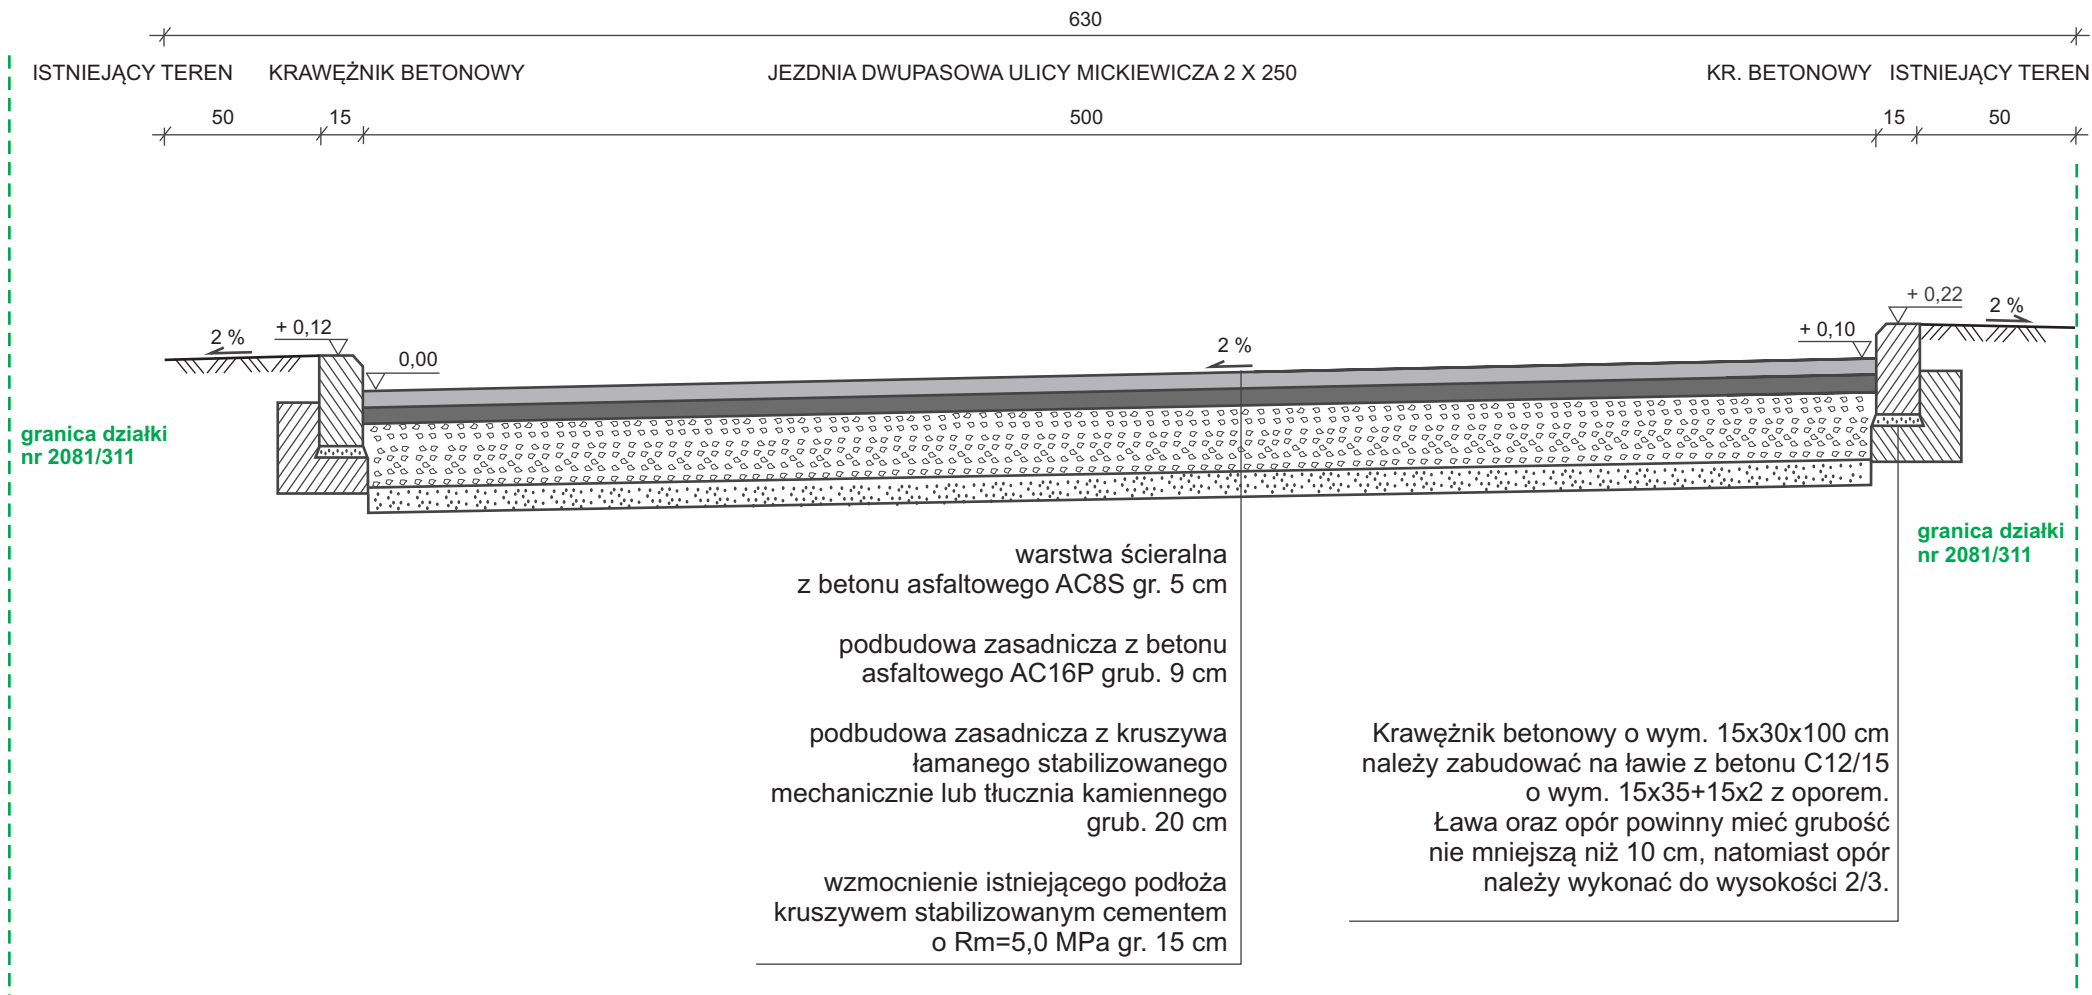 630
ISTNIEJĄCY TEREN KRAWĘŻNIK BETONOWY JEZDNIA DWUPASOWA ULICY MICKIEWICZA 2 X 250 KR. BETONOWY ISTNIEJĄCY TEREN
50 15 500 15 50
2 % + 0,12 0,00 2 % + 0,10 + 0,22 2 %
granica działki
nr 2081/311
granica działki
nr 2081/311
warstwa ścieralna
z betonu asfaltowego AC8S gr. 5 cm
podbudowa zasadnicza z betonu
asfaltowego AC16P grub. 9 cm
podbudowa zasadnicza z kruszywa
łamanego stabilizowanego
mechanicznie lub tłucznia kamiennego
grub. 20 cm
wzmocnienie istniejącego podłoża
kruszywem stabilizowanym cementem
o Rm=5,0 MPa gr. 15 cm
Krawężnik betonowy o wym. 15x30x100 cm
należy zabudować na ławie z betonu C12/15
o wym. 15x35+15x2 z oporem.
Ława oraz opór powinny mieć grubość
nie mniejszą niż 10 cm, natomiast opór
należy wykonać do wysokości 2/3.